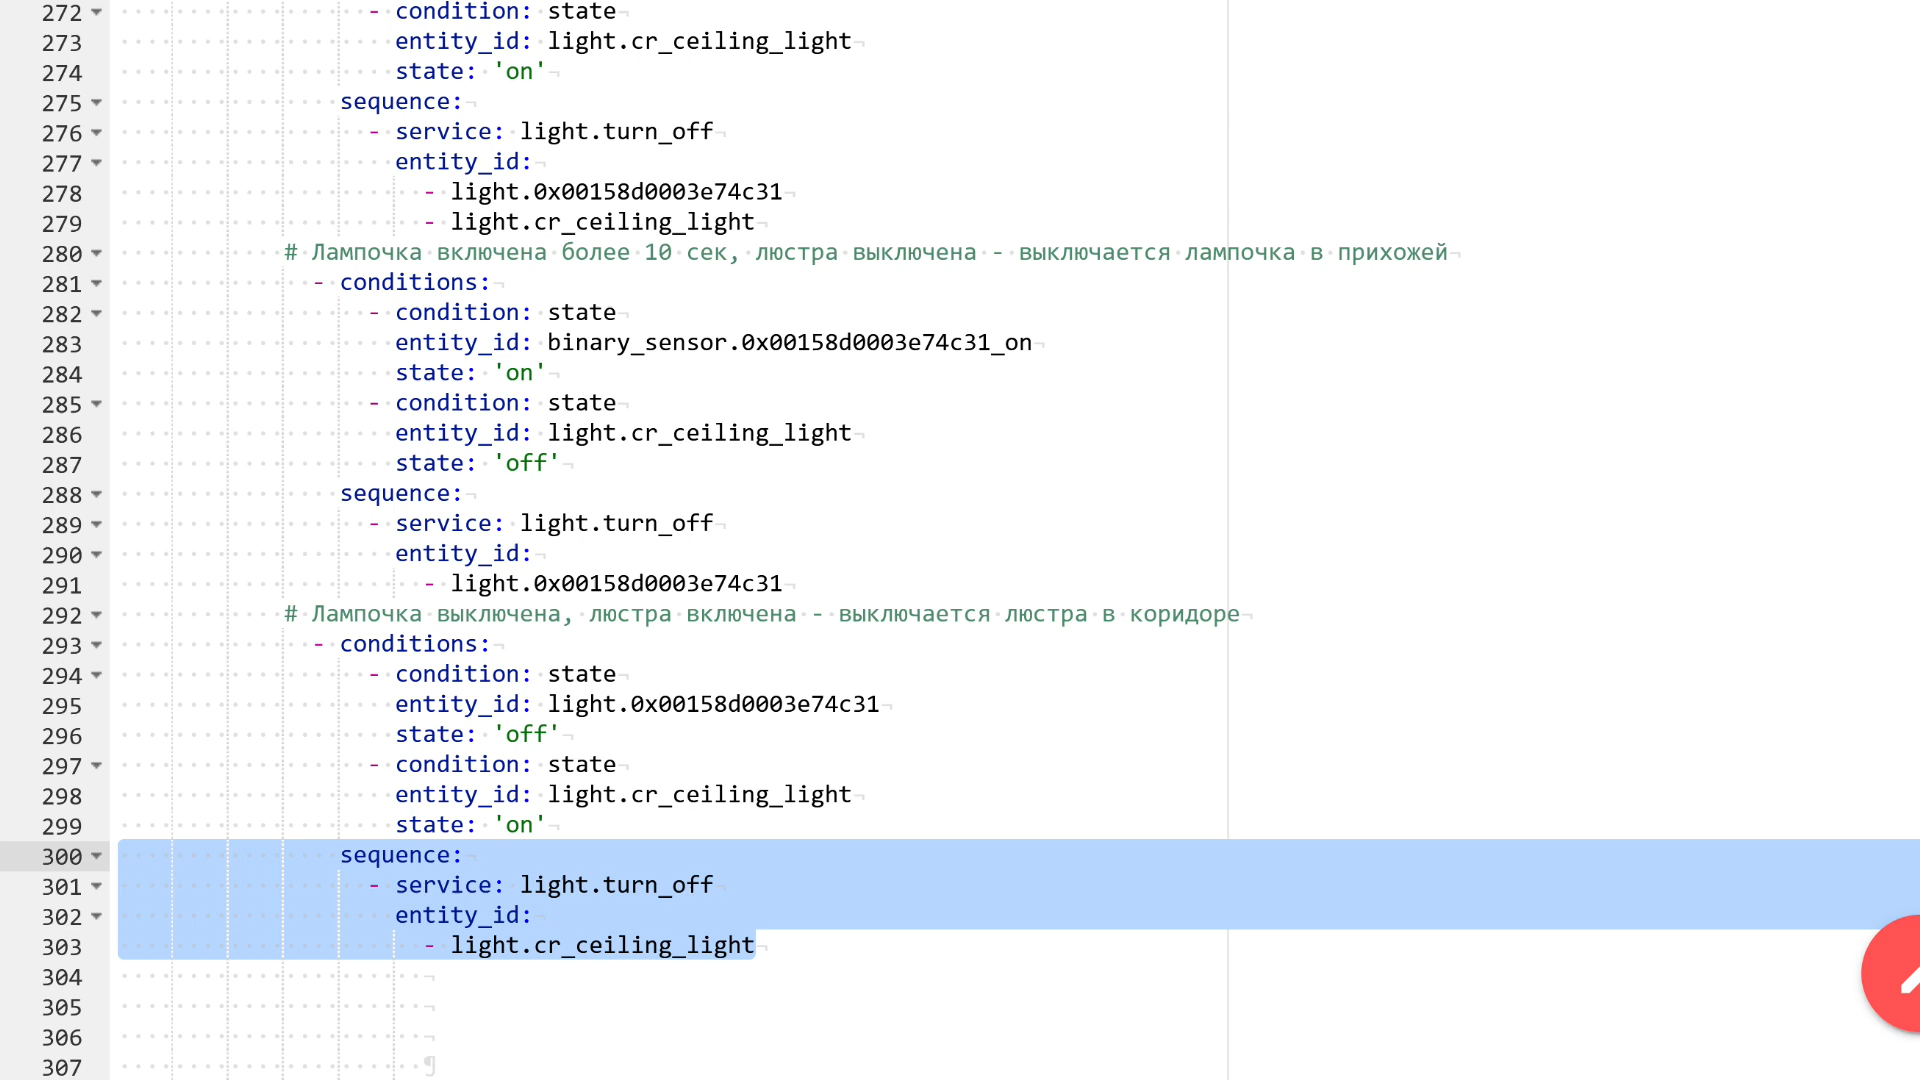 272 - condition: state
273 entity_id: light.cr_ceiling_light
274 state: 'on'
275 sequence:
276 - service: light.turn_off
277 entity_id:
278 - light.0x00158d0003e74c31
279 - light.cr_ceiling_light
280 # Лампочка включена более 10 сек, люстра выключена - выключается лампочка в прихожей
281 - conditions:
282 - condition: state
283 entity_id: binary_sensor.0x00158d0003e74c31_on
284 state: 'on'
285 - condition: state
286 entity_id: light.cr_ceiling_light
287 state: 'off'
288 sequence:
289 - service: light.turn_off
290 entity_id:
291 - light.0x00158d0003e74c31
292 # Лампочка выключена, люстра включена - выключается люстра в коридоре
293 - conditions:
294 - condition: state
295 entity_id: light.0x00158d0003e74c31
296 state: 'off'
297 - condition: state
298 entity_id: light.cr_ceiling_light
299 state: 'on'
300 sequence:
301 - service: light.turn_off
302 entity_id:
303 - light.cr_ceiling_light
304
305
306
307